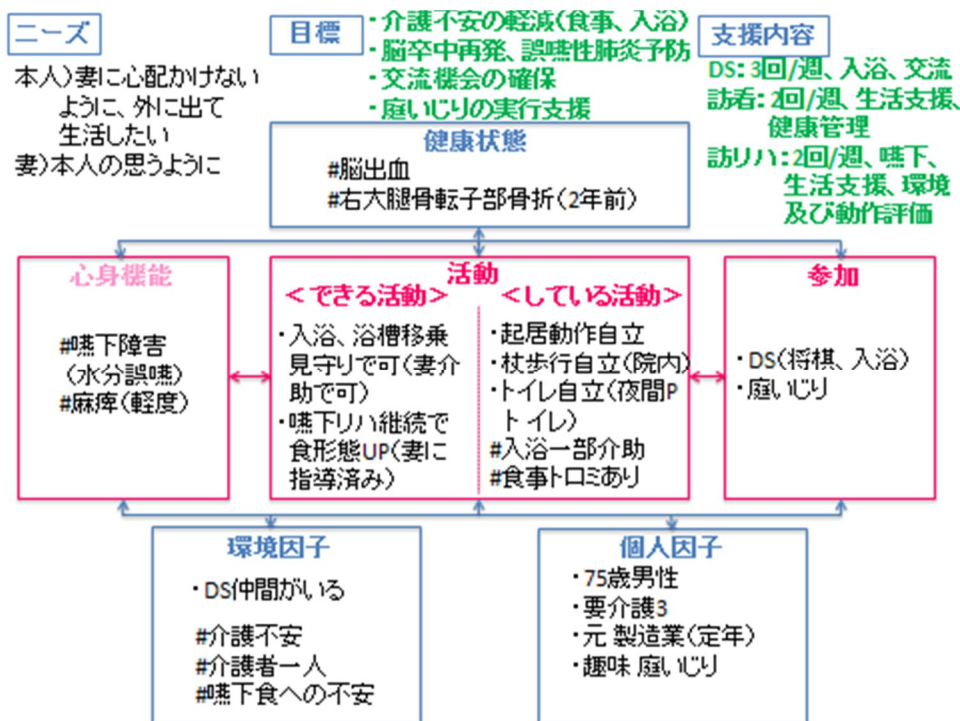 ニーズ
本人)妻に心配かけない
ように、外に出て
生活したい
妻)本人の思うように
目標
・介護不安の軽減(食事、入浴)
・脳卒中再発、誤嚥性肺炎予防
・交流機会の確保
・庭いじりの実行支援
支援内容
DS:3回/週、入浴、交流
訪看:2回/週、生活支援、
健康管理
訪リハ:2回/週、嚥下、
生活支援、環境
及び動作評価
健康状態
#脳出血
#右大腿骨転子部骨折(2年前)
心身機能
#嚥下障害
(水分誤嚥)
#麻痺(軽度)
活動
<できる活動>
・入浴、浴槽移乗
見守りで可(妻介
助で可)
・嚥下リハ継続で
食形態UP(妻に
指導済み)
<している活動>
・起居動作自立
・杖歩行自立(院内)
・トイレ自立(夜間P
トイレ)
#入浴一部介助
#食事トロミあり
参加
・DS(将棋、入浴)
・庭いじり
環境因子
・DS仲間がいる
#介護不安
#介護者一人
#嚥下食への不安
個人因子
・75歳男性
・要介護3
・元 製造業(定年)
・趣味 庭いじり